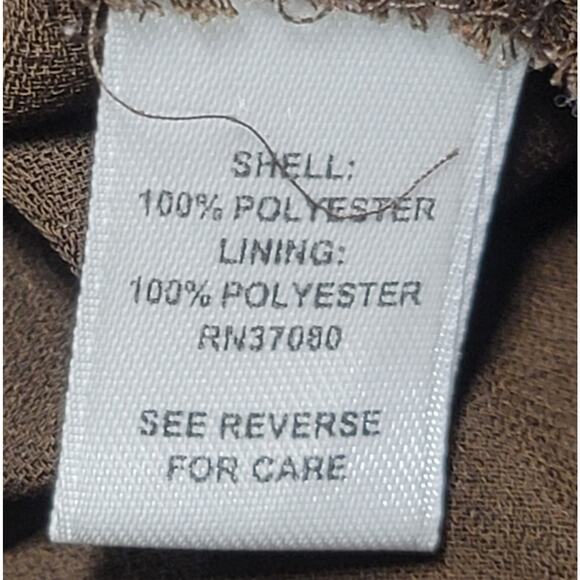 SHELL:
100% POLYESTER
LINING:
100% POLYESTER
RN37080
SEE REVERSE
FOR CARE